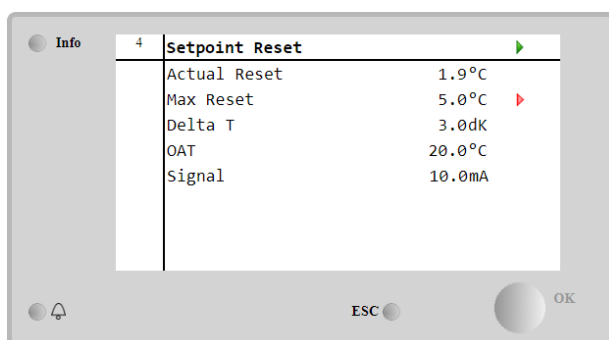 Info
4 Setpoint Reset
Actual Reset 1.9°C
Max Reset 5.0°C
Delta T 3.0dK
OAT 20.0°C
Signal 10.0mA
ESC OK